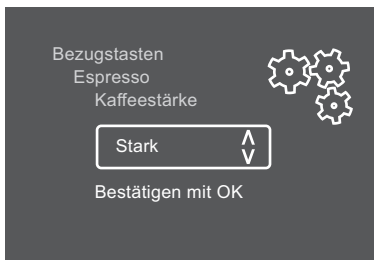 Bezugstasten
Espresso
Kaffeestärke
Stark
Bestätigen mit OK